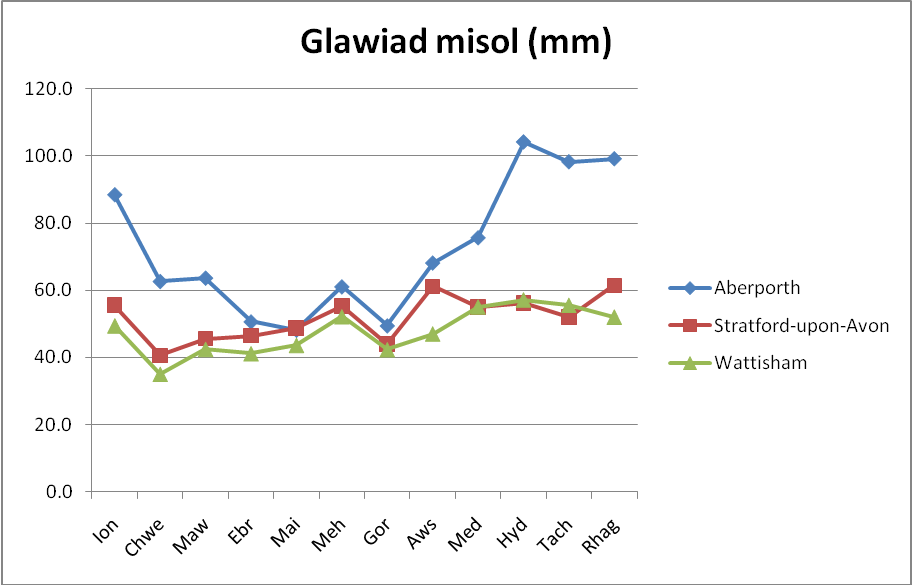 Glawiad misol (mm)
120.0
100.0
80.0
60.0
40.0
20.0
0.0
Ion
Chwe
Maw
Ebr
Mai
Meh
Gor
Aws
Med
Hyd
Tach
Rhag
Aberporth
Stratford-upon-Avon
Wattisham